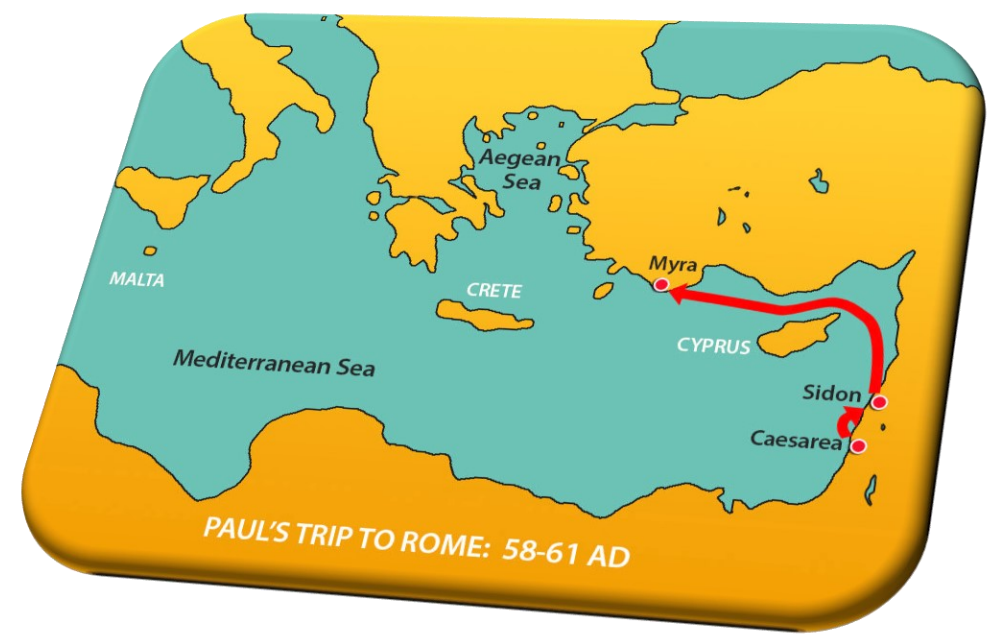 Aegean
Sea
Myra
MALTA
CRETE
CYPRUS
Mediterranean Sea
Sidon
Caesarea
PAUL'S TRIP TO ROME: 58-61 AD